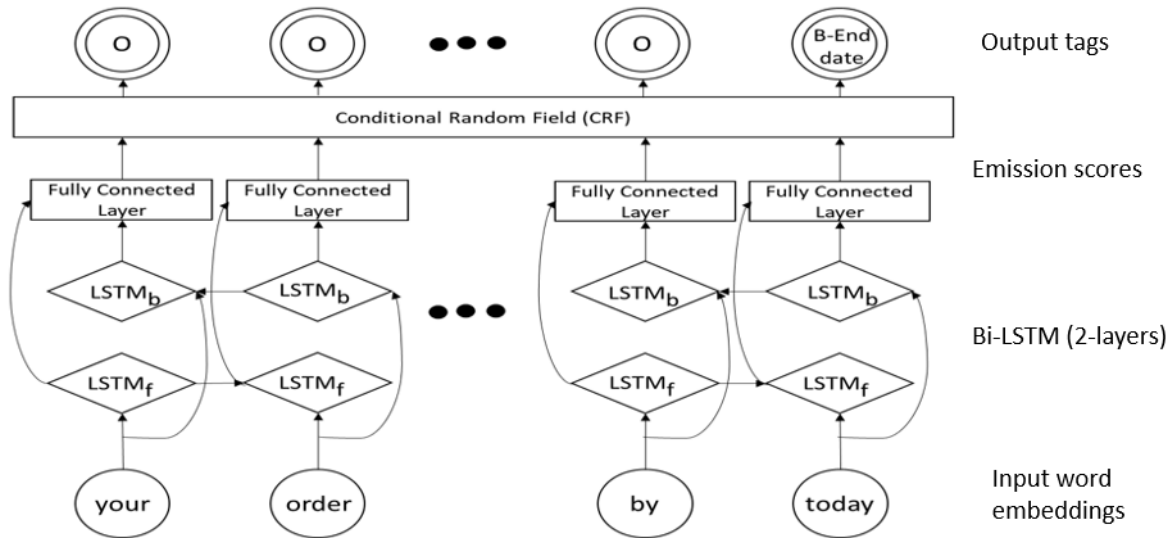 O O O B-End
date
Output tags
Conditional Random Field (CRF)
Emission scores
Fully Connected
Layer
Fully Connected
Layer
Fully Connected
Layer
Fully Connected
Layer
LSTMb LSTMb LSTMb LSTMb
Bi-LSTM (2-layers)
LSTMf LSTMf LSTMf LSTMf
your order by today
Input word
embeddings